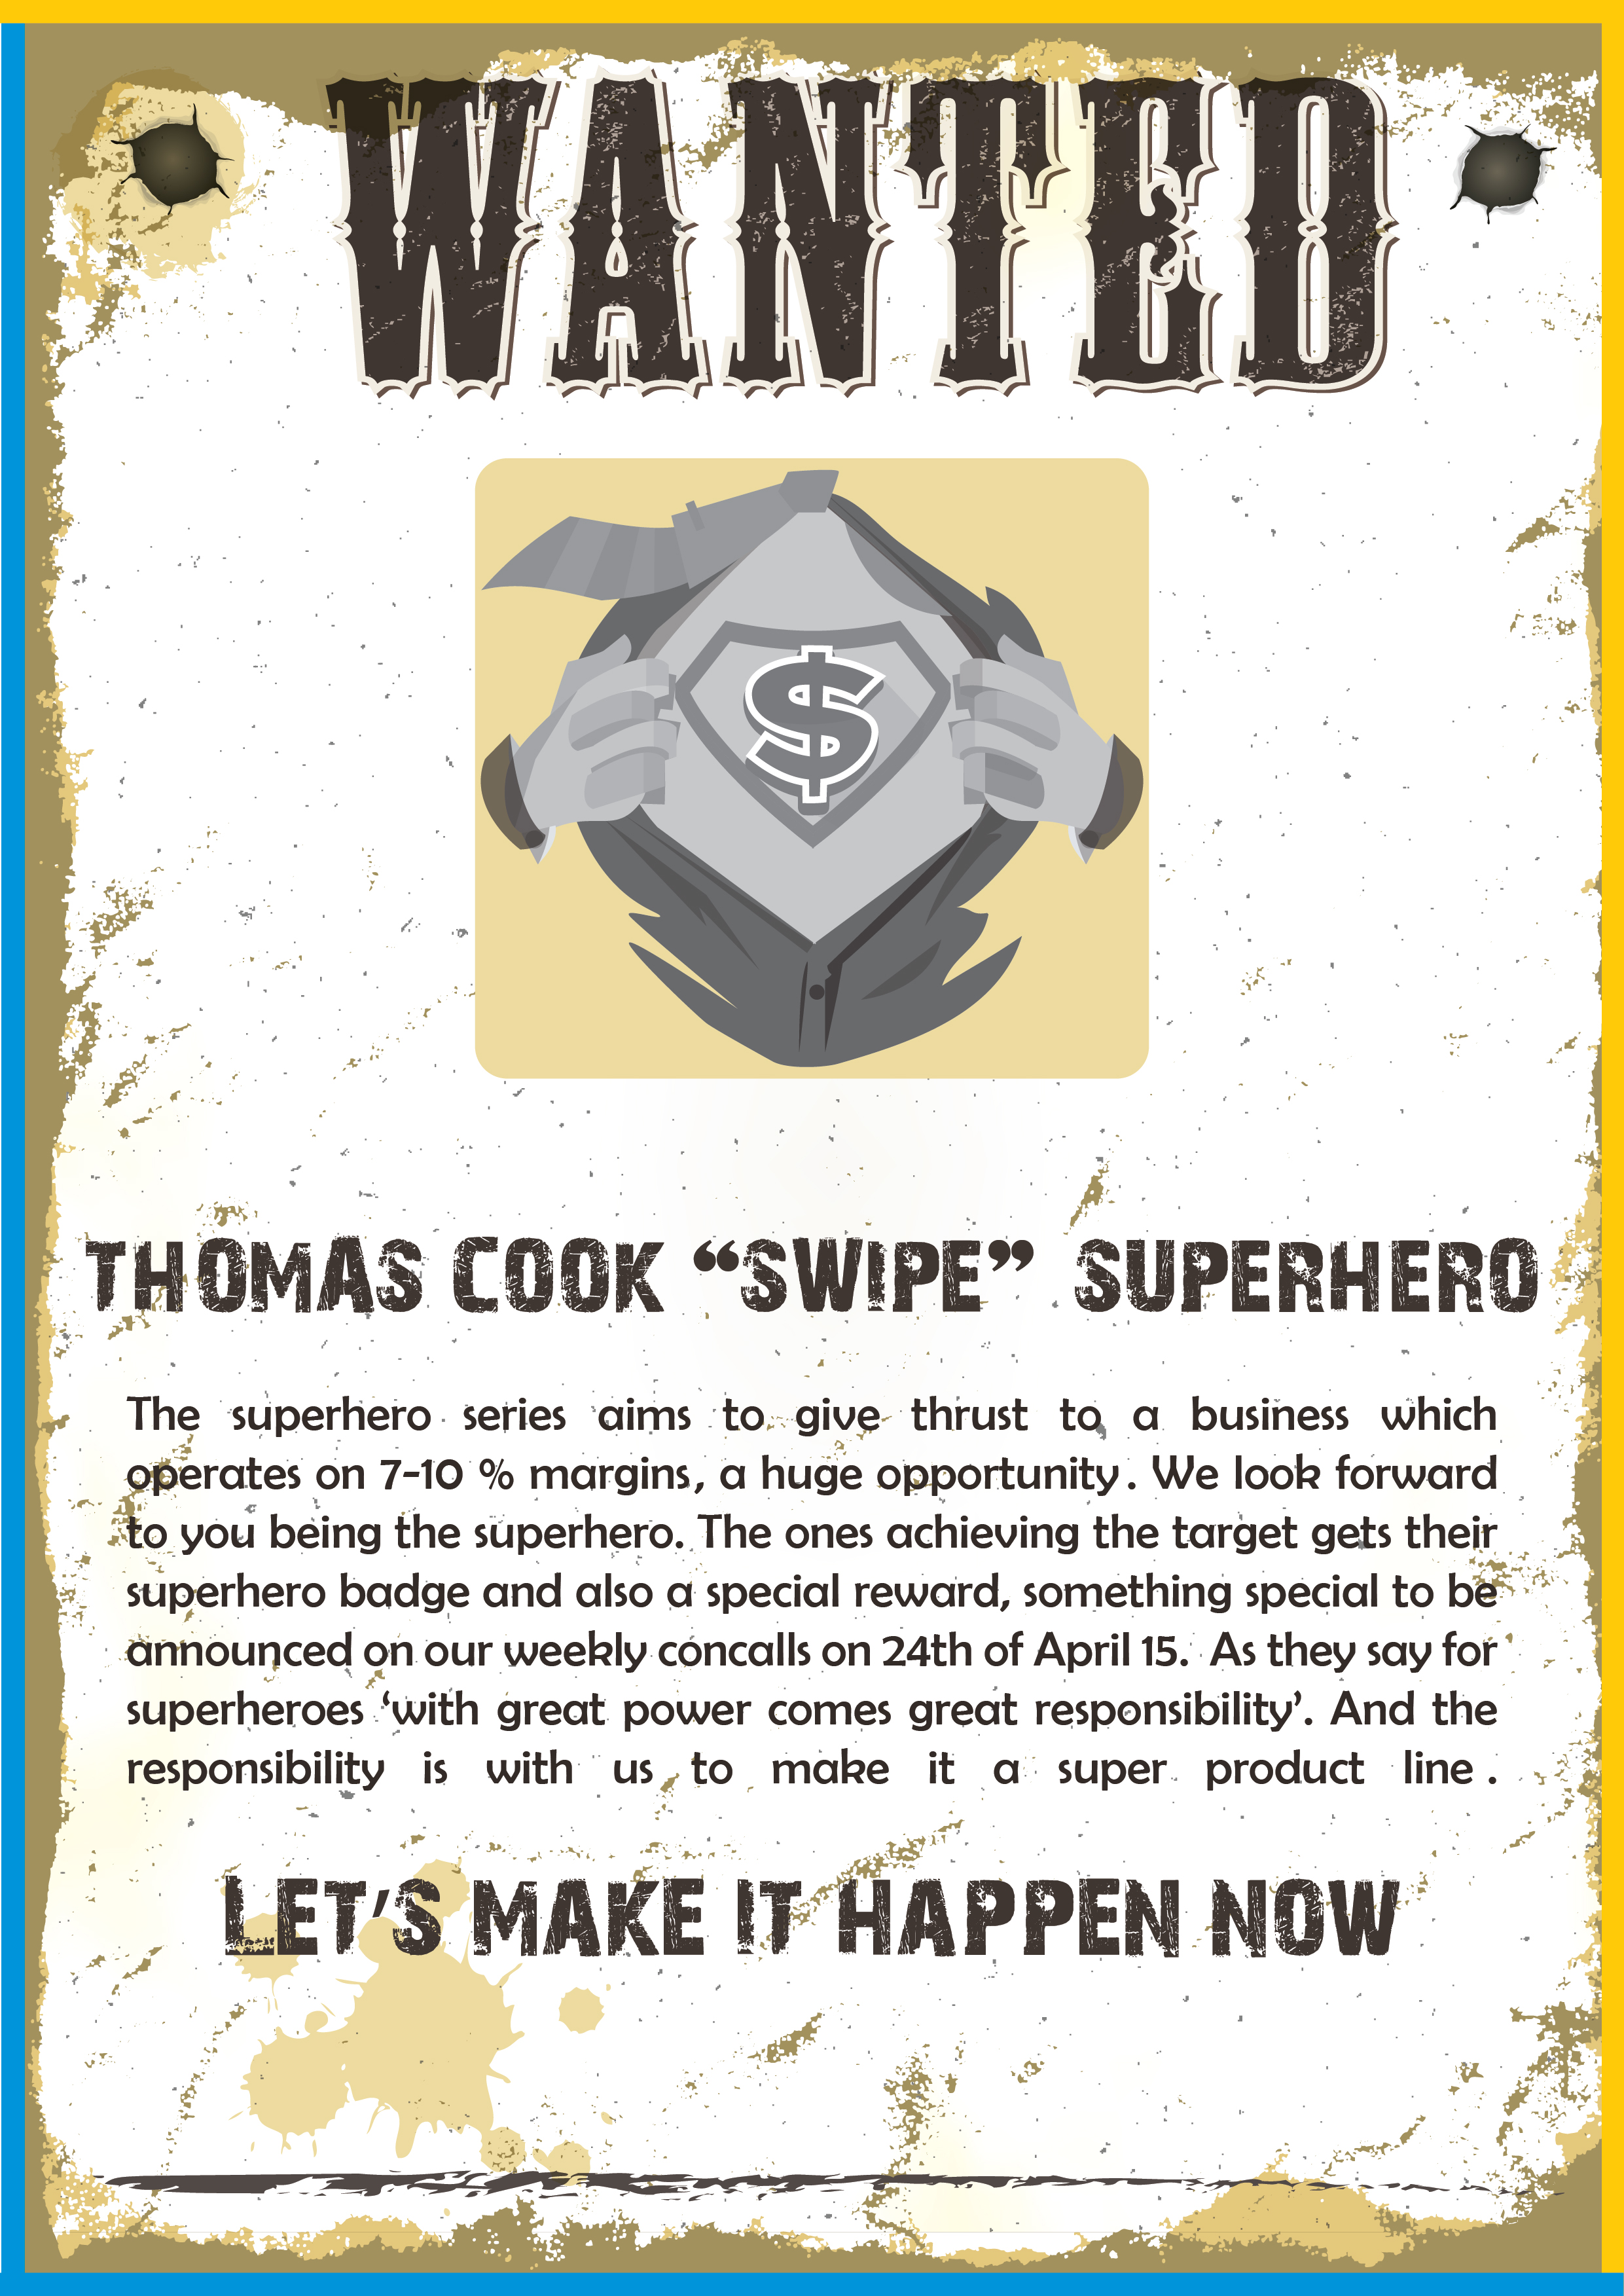 WANTED
$
THOMAS COOK “SWIPE” SUPERHERO
The superhero series aims to give thrust to a business which
operates on 7-10 % margins, a huge opportunity. We look forward
to you being the superhero. The ones achieving the target gets their
superhero badge and also a special reward, something special to be
announced on our weekly concalls on 24th of April 15. As they say for
superheroes ‘with great power comes great responsibility’. And the
responsibility is with us to make it a super product line .
LET’S MAKE IT HAPPEN NOW